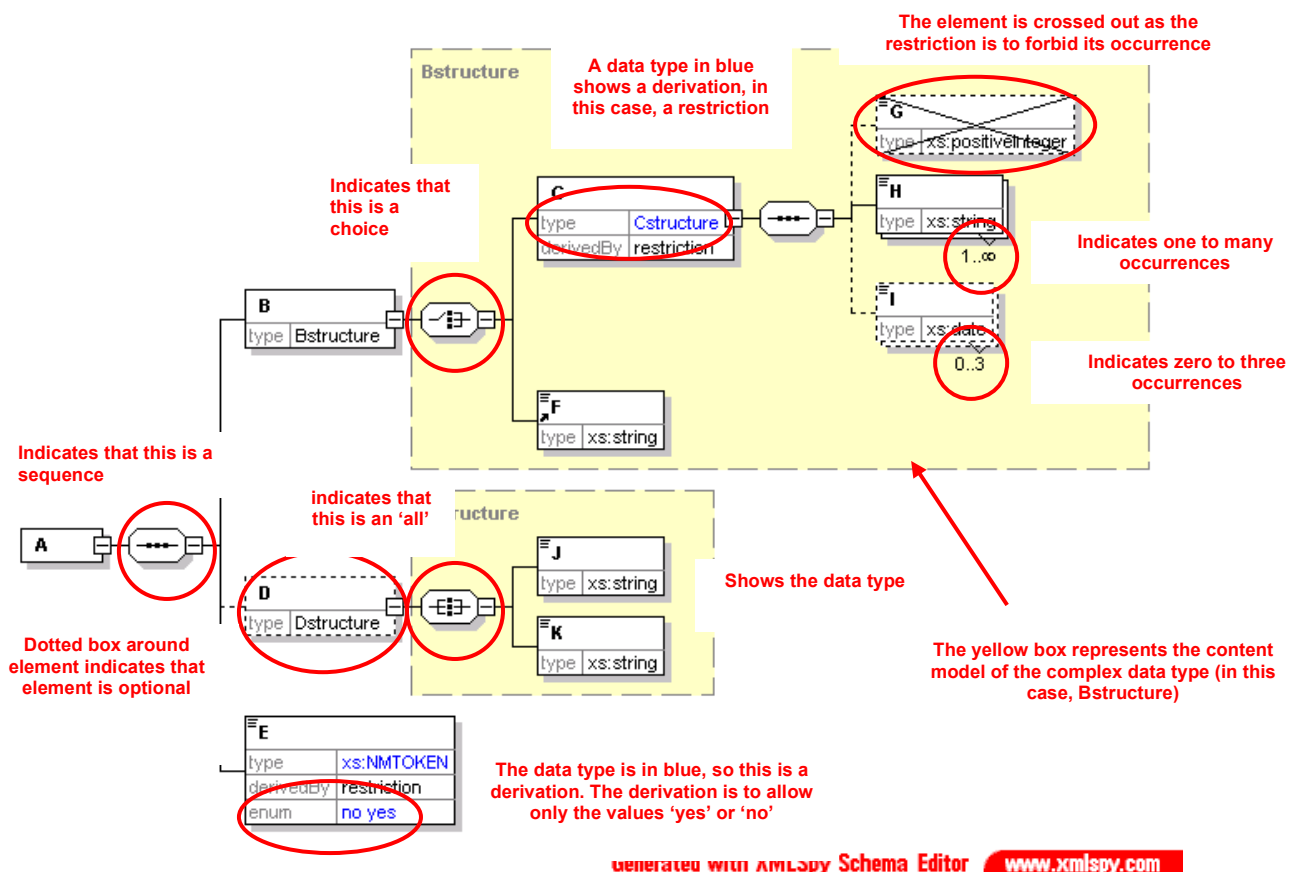 The element is crossed out as the
restriction is to forbid its occurrence
Bstructure
A data type in blue
shows a derivation, in
this case, a restriction
G
type xs:positiveInteger
Indicates that
this is a
choice
C
type Cstructure
derivedBy restriction
H
type xs:string
1..∞
Indicates one to many
occurrences
B
type Bstructure
I
type xs:date
0..3
Indicates zero to three
occurrences
F
type xs:string
Indicates that this is a
sequence
A
indicates that
this is an ‘all’
ructure
J
type xs:string
Shows the data type
D
type Dstructure
K
type xs:string
Dotted box around
element indicates that
element is optional
The yellow box represents the content
model of the complex data type (in this
case, Bstructure)
E
type xs:NMTOKEN
derivedBy restriction
enum no yes
The data type is in blue, so this is a
derivation. The derivation is to allow
only the values ‘yes’ or ‘no’
Generated with XMLSpy Schema Editor www.xmlspy.com